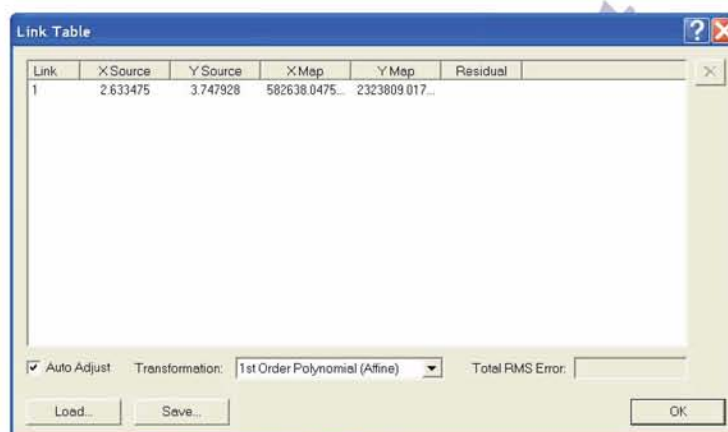 Link Table
Link X Source Y Source X Map Y Map Residual
1 2.633475 3.747928 582638.0475... 2323809.017...
Auto Adjust Transformation: 1st Order Polynomial (Affine) Total RMS Error:
Load... Save... OK